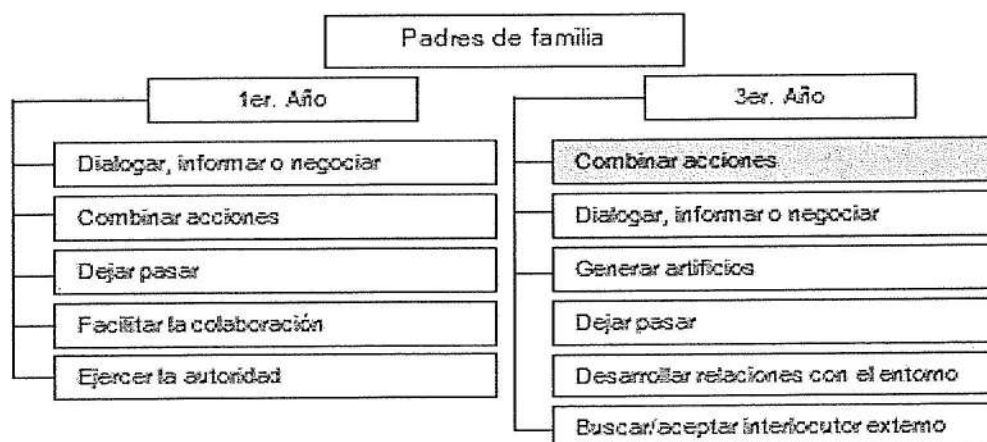 Padres de familia
1er. Año
Dialogar, informar o negociar
Combinar acciones
Dejar pasar
Facilitar la colaboración
Ejercer la autoridad
3er. Año
Combinar acciones
Dialogar, informar o negociar
Generar artificios
Dejar pasar
Desarrollar relaciones con el entorno
Buscar/aceptar interlocutor externo